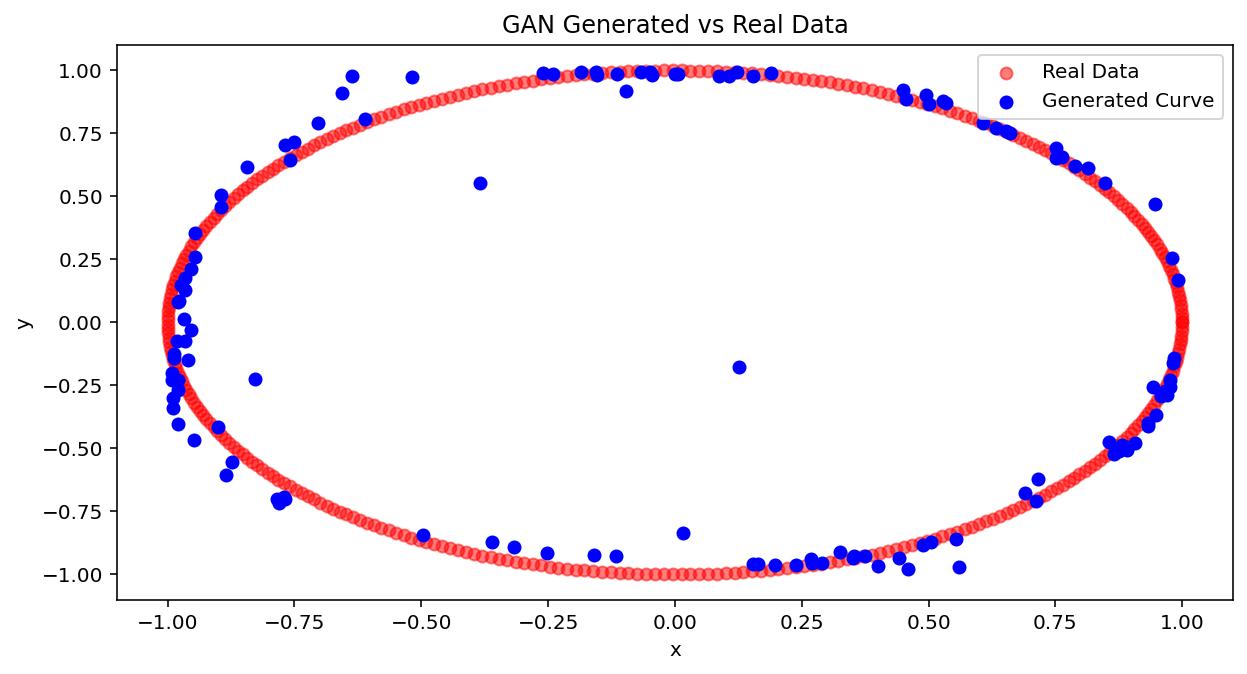 GAN Generated vs Real Data
Real Data
Generated Curve
1.00
0.75
0.50
0.25
0.00
−0.25
−0.50
−0.75
−1.00
y
−1.00 −0.75 −0.50 −0.25 0.00 0.25 0.50 0.75 1.00
x